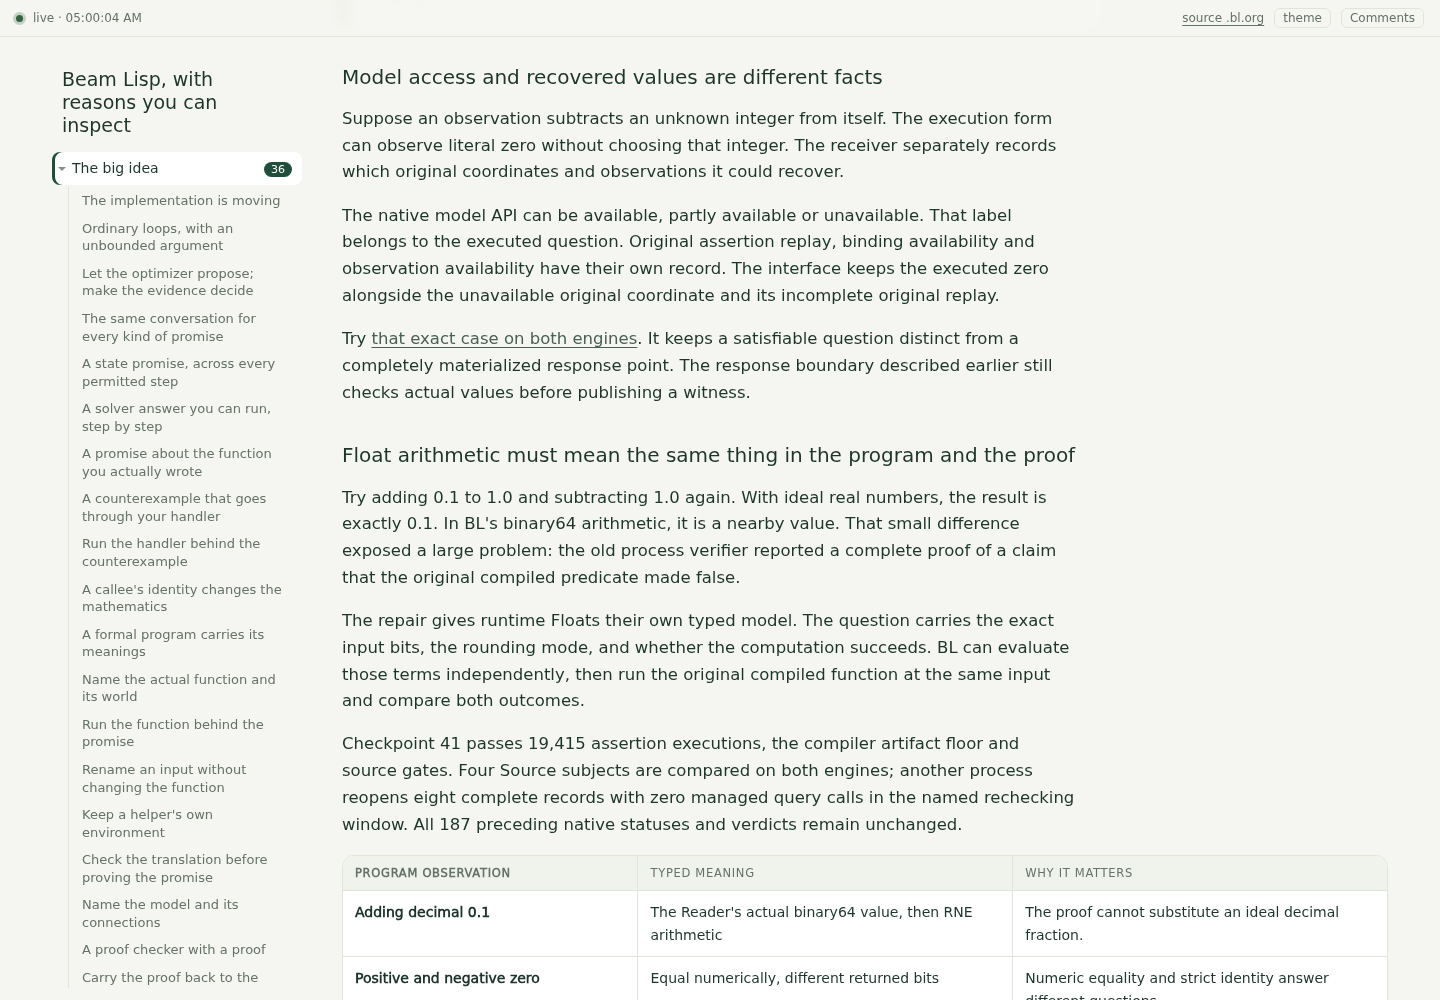 live · 05:00:04 AM
source .bl.org
theme
Comments
Beam Lisp, with
reasons you can
inspect
The big idea
36
The implementation is moving
Ordinary loops, with an
unbounded argument
Let the optimizer propose;
make the evidence decide
The same conversation for
every kind of promise
A state promise, across every
permitted step
A solver answer you can run,
step by step
A promise about the function
you actually wrote
A counterexample that goes
through your handler
Run the handler behind the
counterexample
A callee's identity changes the
mathematics
A formal program carries its
meanings
Name the actual function and
its world
Run the function behind the
promise
Rename an input without
changing the function
Keep a helper's own
environment
Check the translation before
proving the promise
Name the model and its
connections
A proof checker with a proof
Carry the proof back to the
Model access and recovered values are different facts
Suppose an observation subtracts an unknown integer from itself. The execution form
can observe literal zero without choosing that integer. The receiver separately records
which original coordinates and observations it could recover.
The native model API can be available, partly available or unavailable. That label
belongs to the executed question. Original assertion replay, binding availability and
observation availability have their own record. The interface keeps the executed zero
alongside the unavailable original coordinate and its incomplete original replay.
Try that exact case on both engines. It keeps a satisfiable question distinct from a
completely materialized response point. The response boundary described earlier still
checks actual values before publishing a witness.
Float arithmetic must mean the same thing in the program and the proof
Try adding 0.1 to 1.0 and subtracting 1.0 again. With ideal real numbers, the result is
exactly 0.1. In BL's binary64 arithmetic, it is a nearby value. That small difference
exposed a large problem: the old process verifier reported a complete proof of a claim
that the original compiled predicate made false.
The repair gives runtime Floats their own typed model. The question carries the exact
input bits, the rounding mode, and whether the computation succeeds. BL can evaluate
those terms independently, then run the original compiled function at the same input
and compare both outcomes.
Checkpoint 41 passes 19,415 assertion executions, the compiler artifact floor and
source gates. Four Source subjects are compared on both engines; another process
reopens eight complete records with zero managed query calls in the named rechecking
window. All 187 preceding native statuses and verdicts remain unchanged.
PROGRAM OBSERVATION
TYPED MEANING
WHY IT MATTERS
Adding decimal 0.1
The Reader's actual binary64 value, then RNE
arithmetic
The proof cannot substitute an ideal decimal
fraction.
Positive and negative zero
Equal numerically, different returned bits
Numeric equality and strict identity answer
different questions.